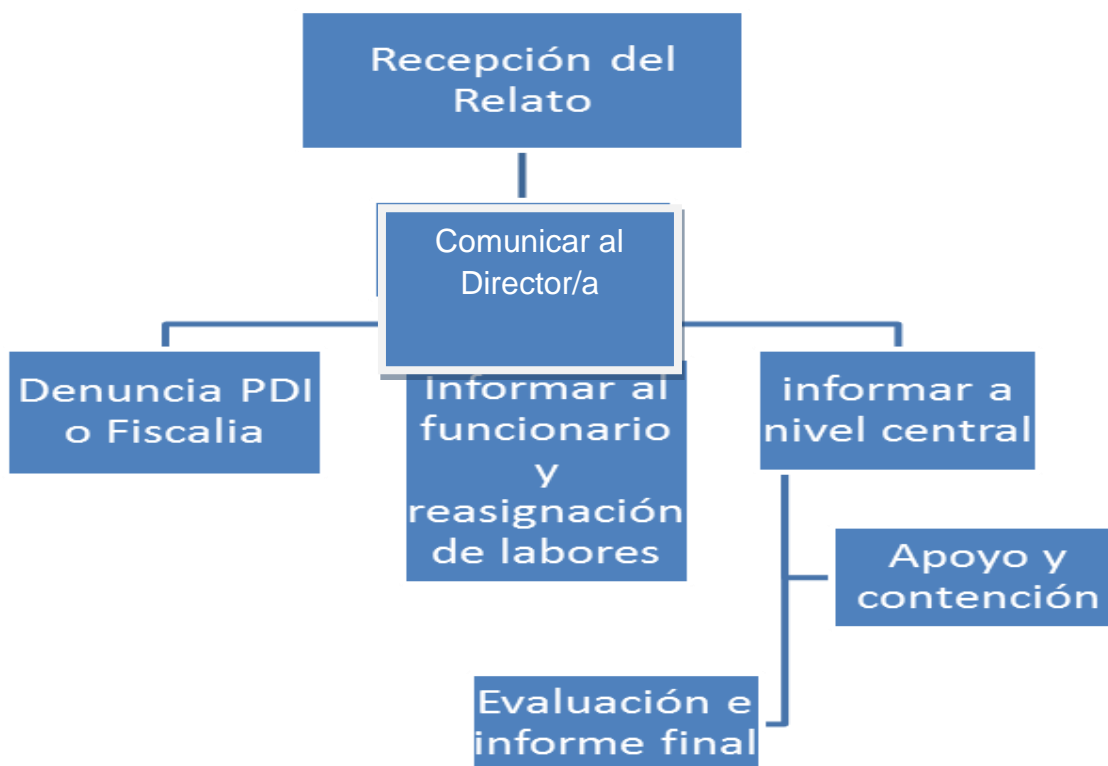 Recepción del
Relato
Comunicar al
Director/a
Denuncia PDI
o Fiscalia
Informar al
funcionario
y
reasignación
de labores
informar a
nivel central
Apoyo y
contención
Evaluación e
informe final